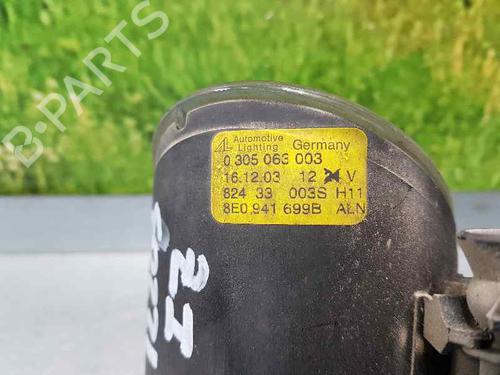 B-PARTS
Automotive
Lighting Germany
0 305 063 003
16.12.03 12 V
824 33 003S H11
8E0 941 699B ALN